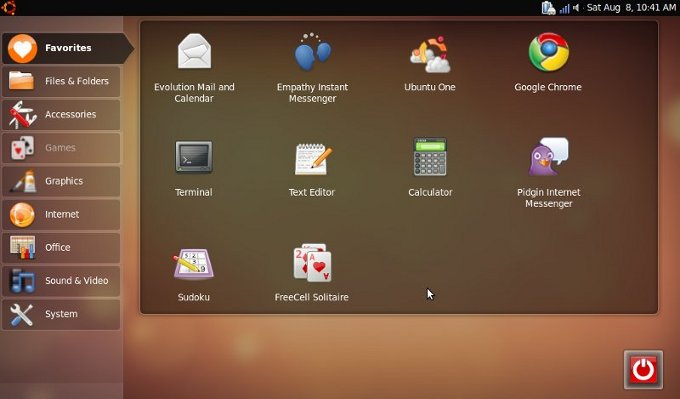 Sat Aug 8, 10:41 AM
Favorites
Files & Folders
Accessories
Games
Graphics
Internet
Office
Sound & Video
System
Evolution Mail and
Calendar
Empathy Instant
Messenger
Ubuntu One
Google Chrome
Terminal
Text Editor
Calculator
Pidgin Internet
Messenger
Sudoku
FreeCell Solitaire